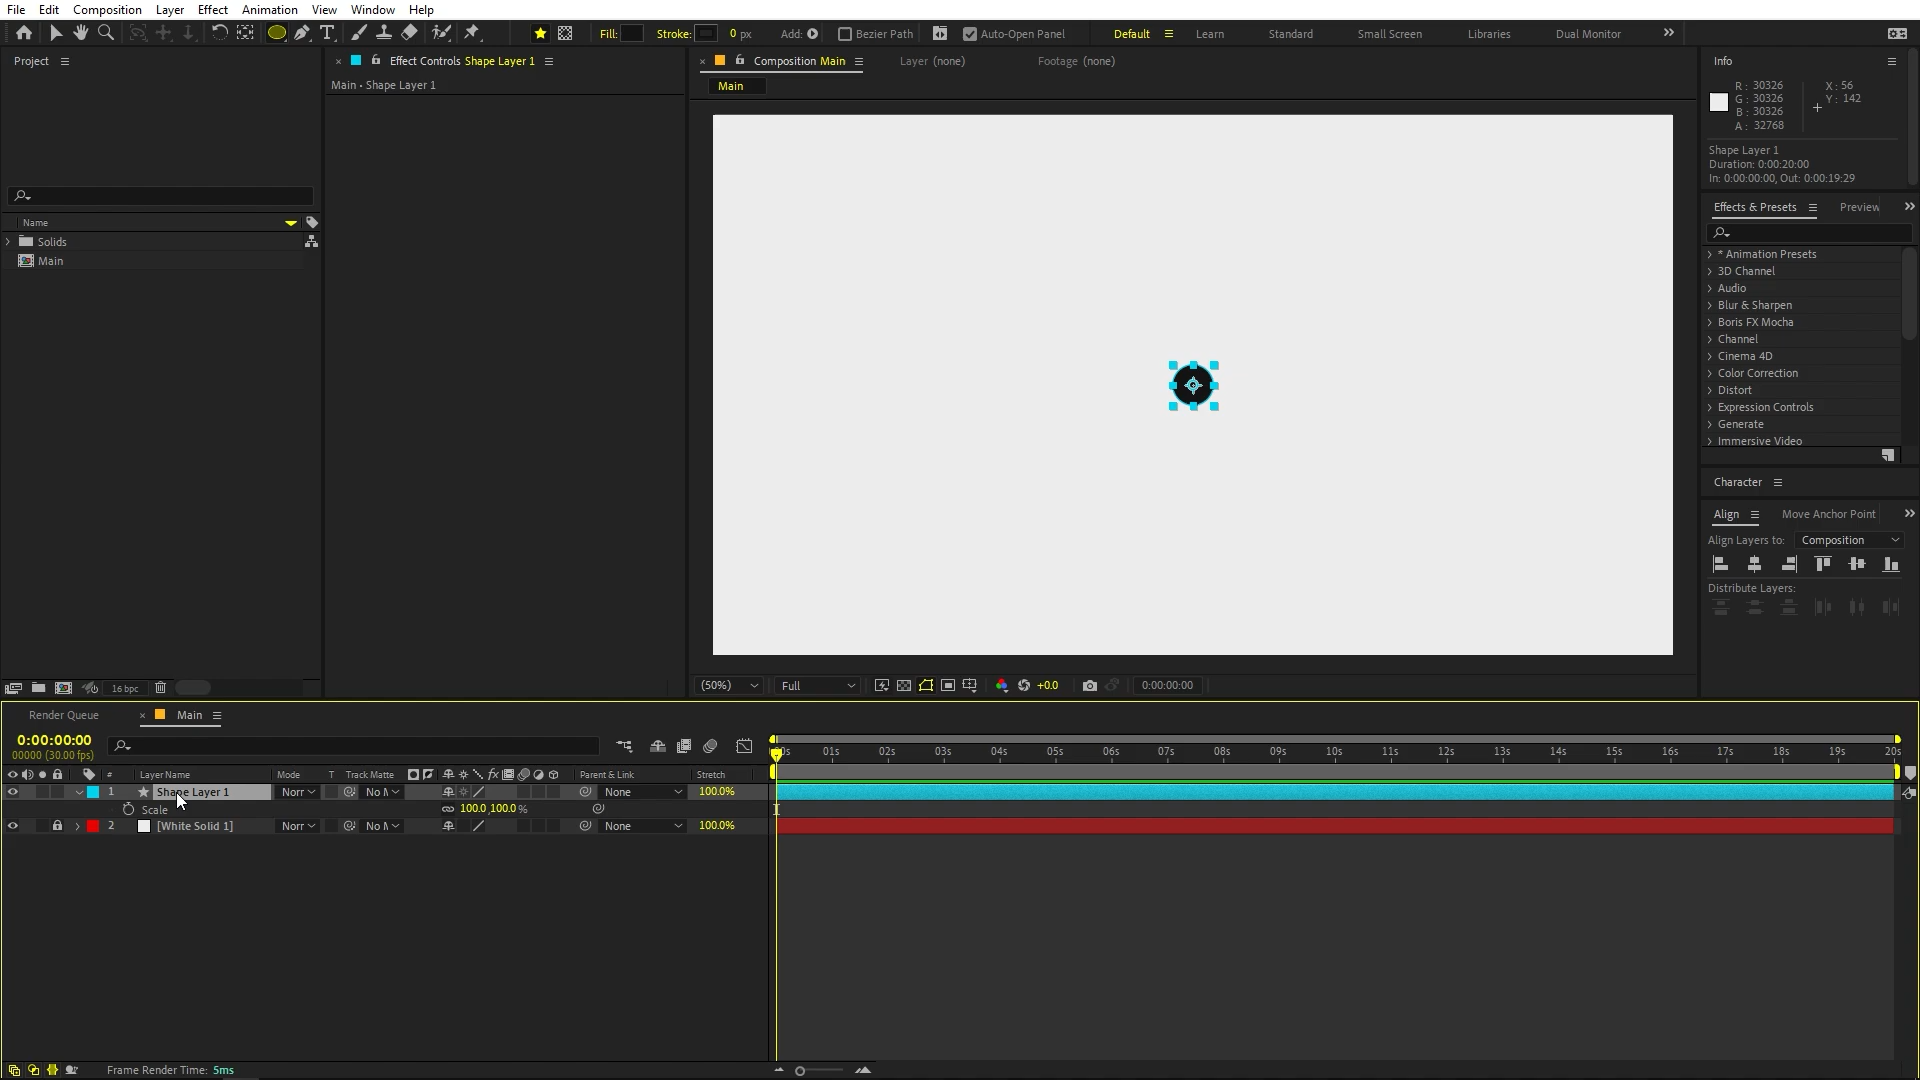 File Edit Composition Layer Effect Animation View Window Help
Fill: Stroke: 0 px Add: Bezier Path Auto-Open Panel Default Learn Standard Small Screen Libraries Dual Monitor
Project
Effect Controls Shape Layer 1
Composition Main
Layer (none)
Footage (none)
Main • Shape Layer 1
Main
Name
Solids
Main
16 bpc
(50%) Full +0.0 0:00:00:00
Info
R: 30326
G: 30326
B: 30326
A: 32768
X: 56
Y: 142
Shape Layer 1
Duration: 0:00:20:00
In: 0:00:00:00, Out: 0:00:19:29
Effects & Presets Preview
* Animation Presets
3D Channel
Audio
Blur & Sharpen
Boris FX Mocha
Channel
Cinema 4D
Color Correction
Distort
Expression Controls
Generate
Immersive Video
Character
Align Move Anchor Point
Align Layers to: Composition
Distribute Layers:
Render Queue Main
0:00:00:00
00000 (30.00 fps)
00s 01s 02s 03s 04s 05s 06s 07s 08s 09s 10s 11s 12s 13s 14s 15s 16s 17s 18s 19s 20s
# Layer Name Mode T Track Matte fx Parent & Link Stretch
1 Shape Layer 1 Norr No M None 100.0%
Scale 100.0,100.0 %
2 [White Solid 1] Norr No M None 100.0%
Frame Render Time: 5ms